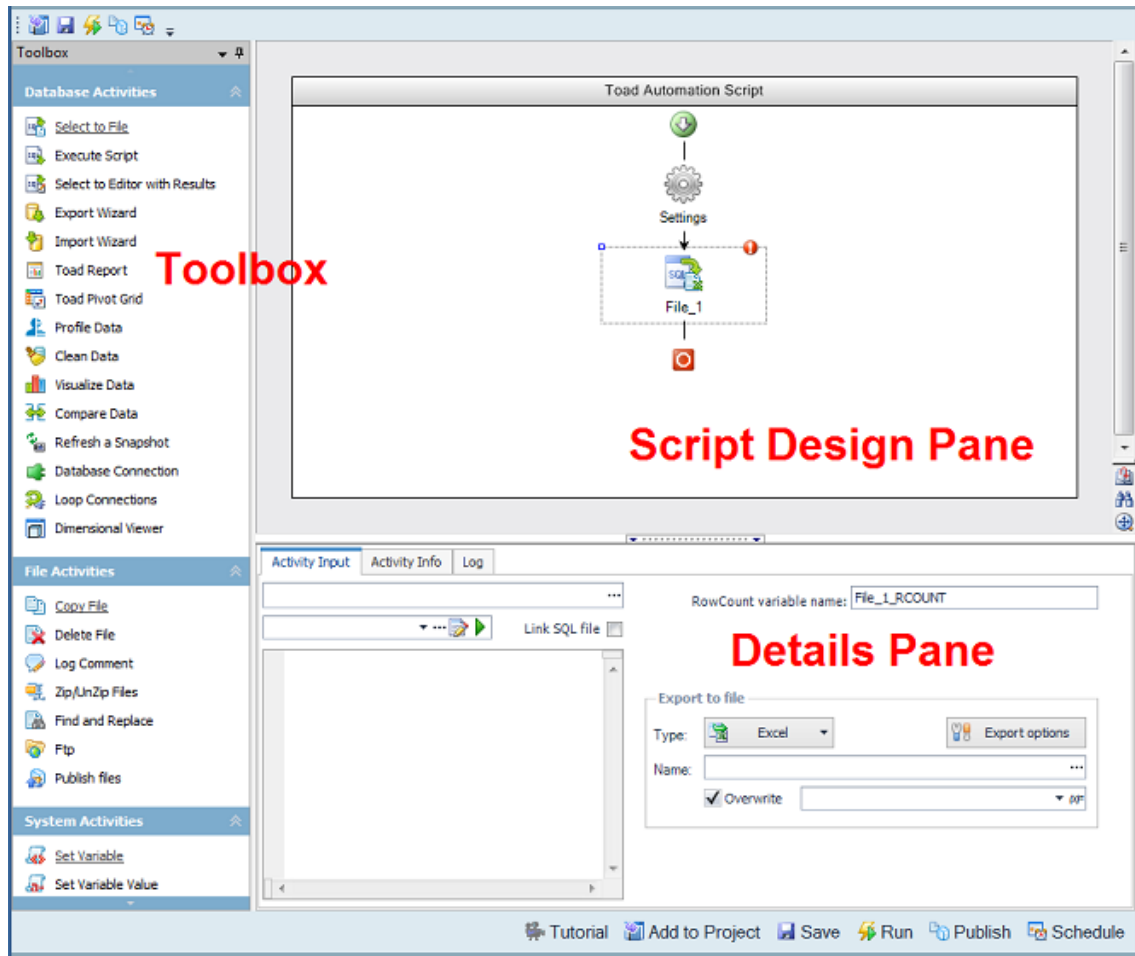 Toolbox
Database Activities
Select to File
Execute Script
Select to Editor with Results
Export Wizard
Import Wizard
Toad Report
Toad Pivot Grid
Profile Data
Clean Data
Visualize Data
Compare Data
Refresh a Snapshot
Database Connection
Loop Connections
Dimensional Viewer
File Activities
Copy File
Delete File
Log Comment
Zip/UnZip Files
Find and Replace
Ftp
Publish files
System Activities
Set Variable
Set Variable Value
Toolbox
Toad Automation Script
Settings
SQL
File_1
Script Design Pane
Activity Input Activity Info Log
Link SQL file
RowCount variable name: File_1_RCOUNT
Details Pane
Export to file
Type: Excel Export options
Name:
Overwrite
Tutorial Add to Project Save Run Publish Schedule